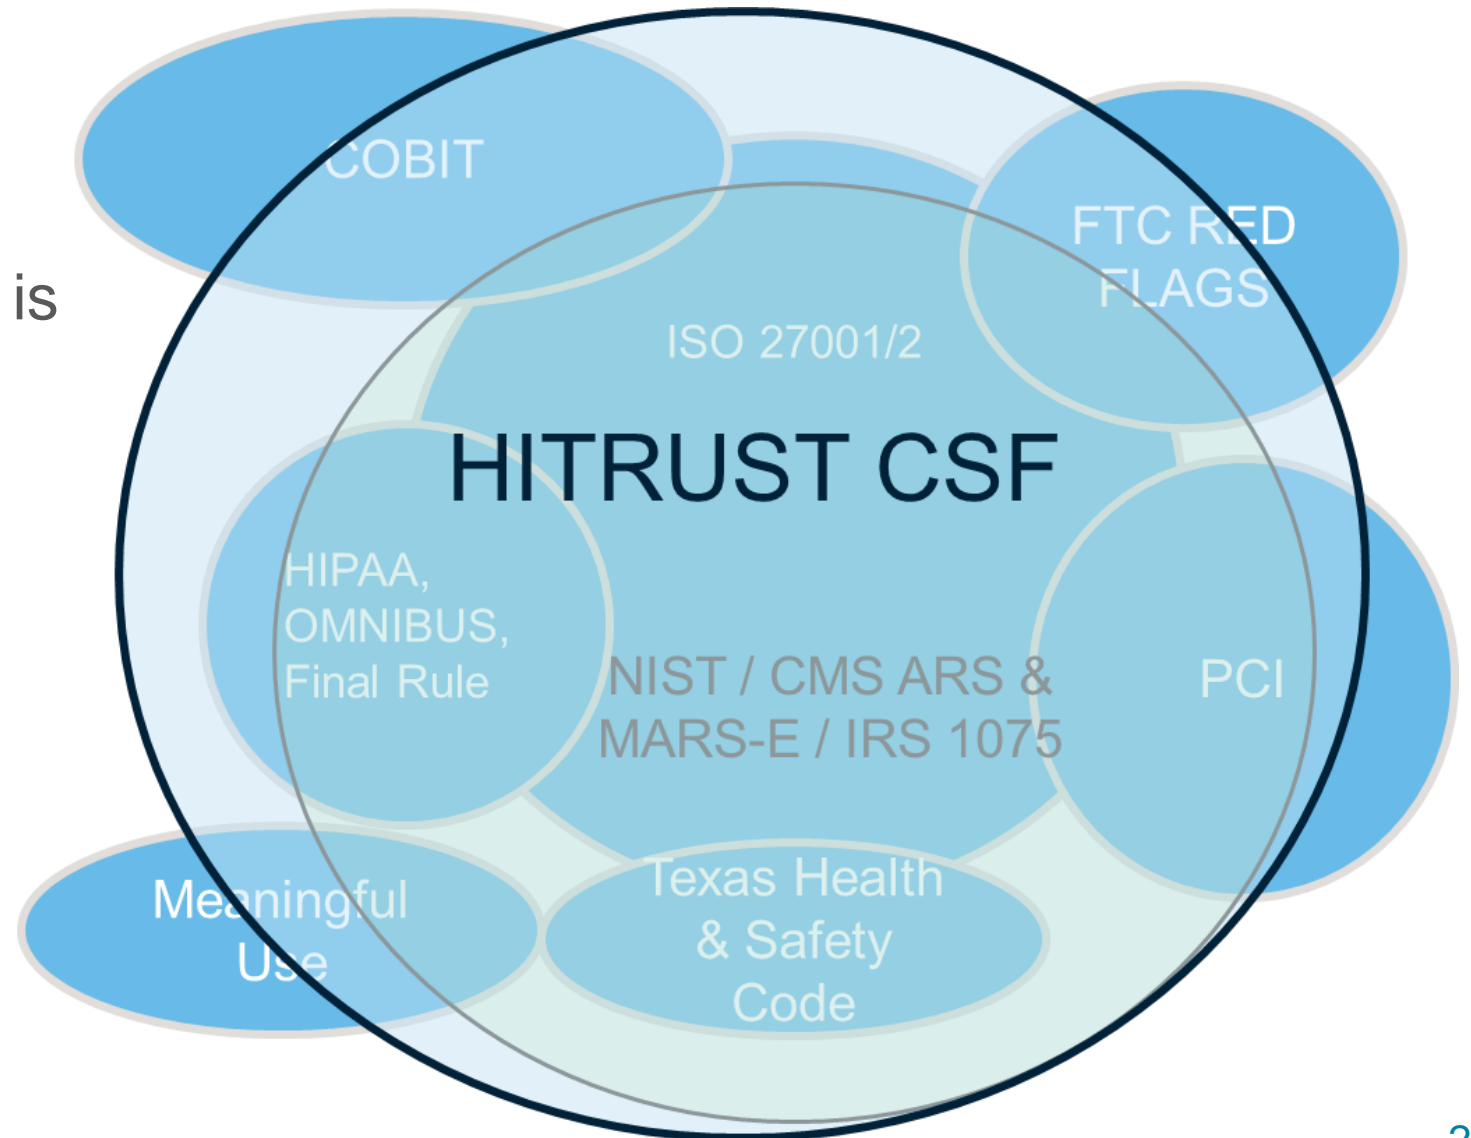 COBIT
FTC RED
FLAGS
is
ISO 27001/2
HITRUST CSF
HIPAA,
OMNIBUS,
Final Rule
NIST / CMS ARS &
MARS-E / IRS 1075
PCI
Meaningful
Use
Texas Health
& Safety
Code